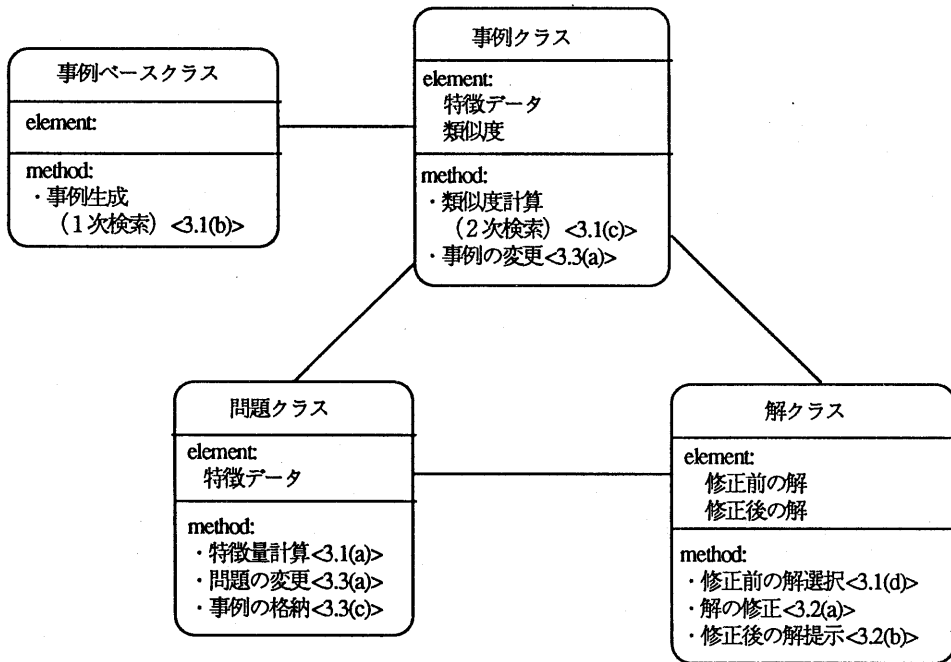 事例ベースクラス
element:
method:
・事例生成
（１次検索）<3.1(b)>
事例クラス
element:
特徴データ
類似度
method:
・類似度計算
（２次検索）<3.1(c)>
・事例の変更<3.3(a)>
問題クラス
element:
特徴データ
method:
・特徴量計算<3.1(a)>
・問題の変更<3.3(a)>
・事例の格納<3.3(c)>
解クラス
element:
修正前の解
修正後の解
method:
・修正前の解選択<3.1(d)>
・解の修正<3.2(a)>
・修正後の解提示<3.2(b)>